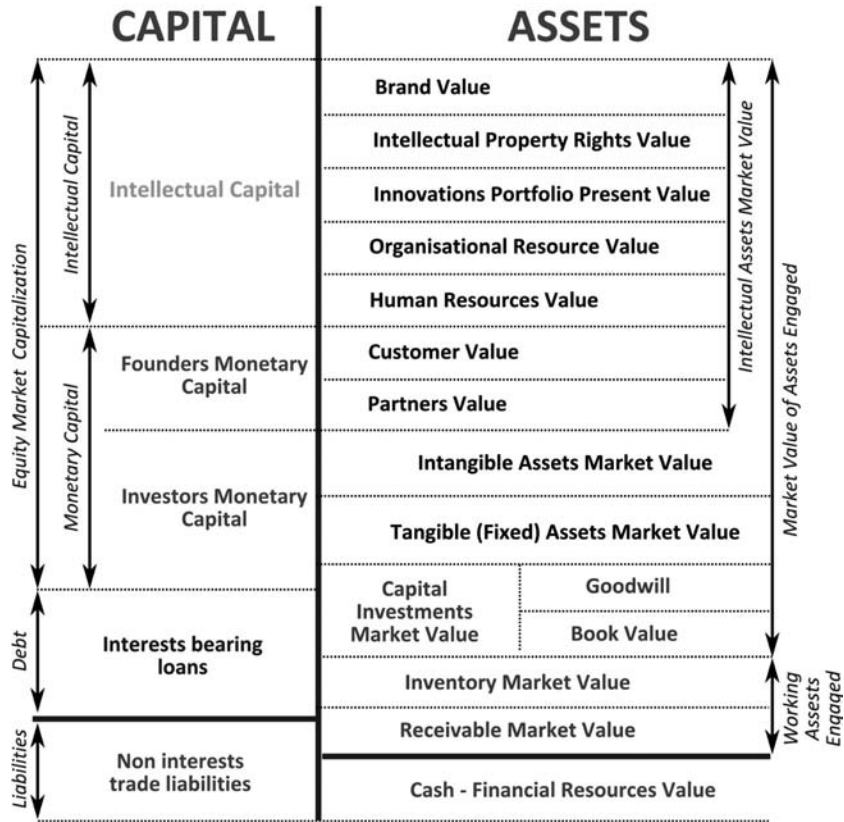 CAPITAL
ASSETS
Equity Market Capitalization
Intellectual Capital
Intellectual Capital
Monetary Capital
Founders Monetary
Capital
Investors Monetary
Capital
Debt
Interests bearing
loans
Liabilities
Non interests
trade liabilities
Brand Value
Intellectual Property Rights Value
Innovations Portfolio Present Value
Organisational Resource Value
Human Resources Value
Customer Value
Partners Value
Intellectual Assets Market Value
Intangible Assets Market Value
Tangible (Fixed) Assets Market Value
Capital
Investments
Market Value
Goodwill
Book Value
Market Value of Assets Engaged
Inventory Market Value
Receivable Market Value
Working
Assests
Engaged
Cash - Financial Resources Value